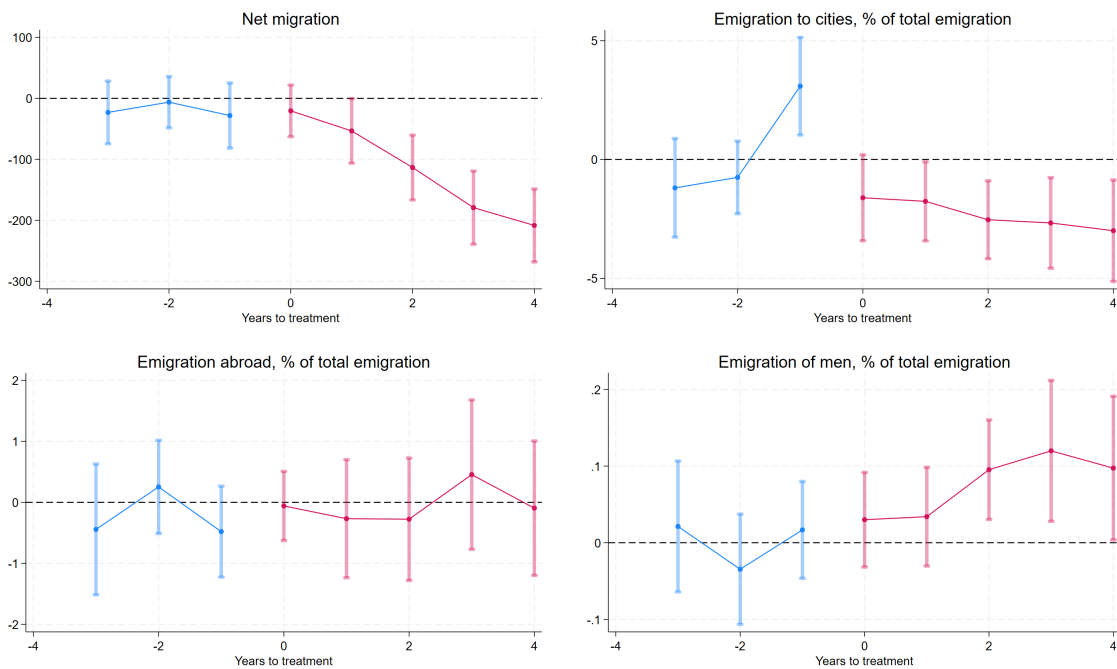 Net migration
100
0
-100
-200
-300
-4 -2 0 2 4
Years to treatment
Emigration to cities, % of total emigration
5
0
-5
-4 -2 0 2 4
Years to treatment
Emigration abroad, % of total emigration
2
1
0
-1
-2
-4 -2 0 2 4
Years to treatment
Emigration of men, % of total emigration
.2
.1
0
-.1
-4 -2 0 2 4
Years to treatment